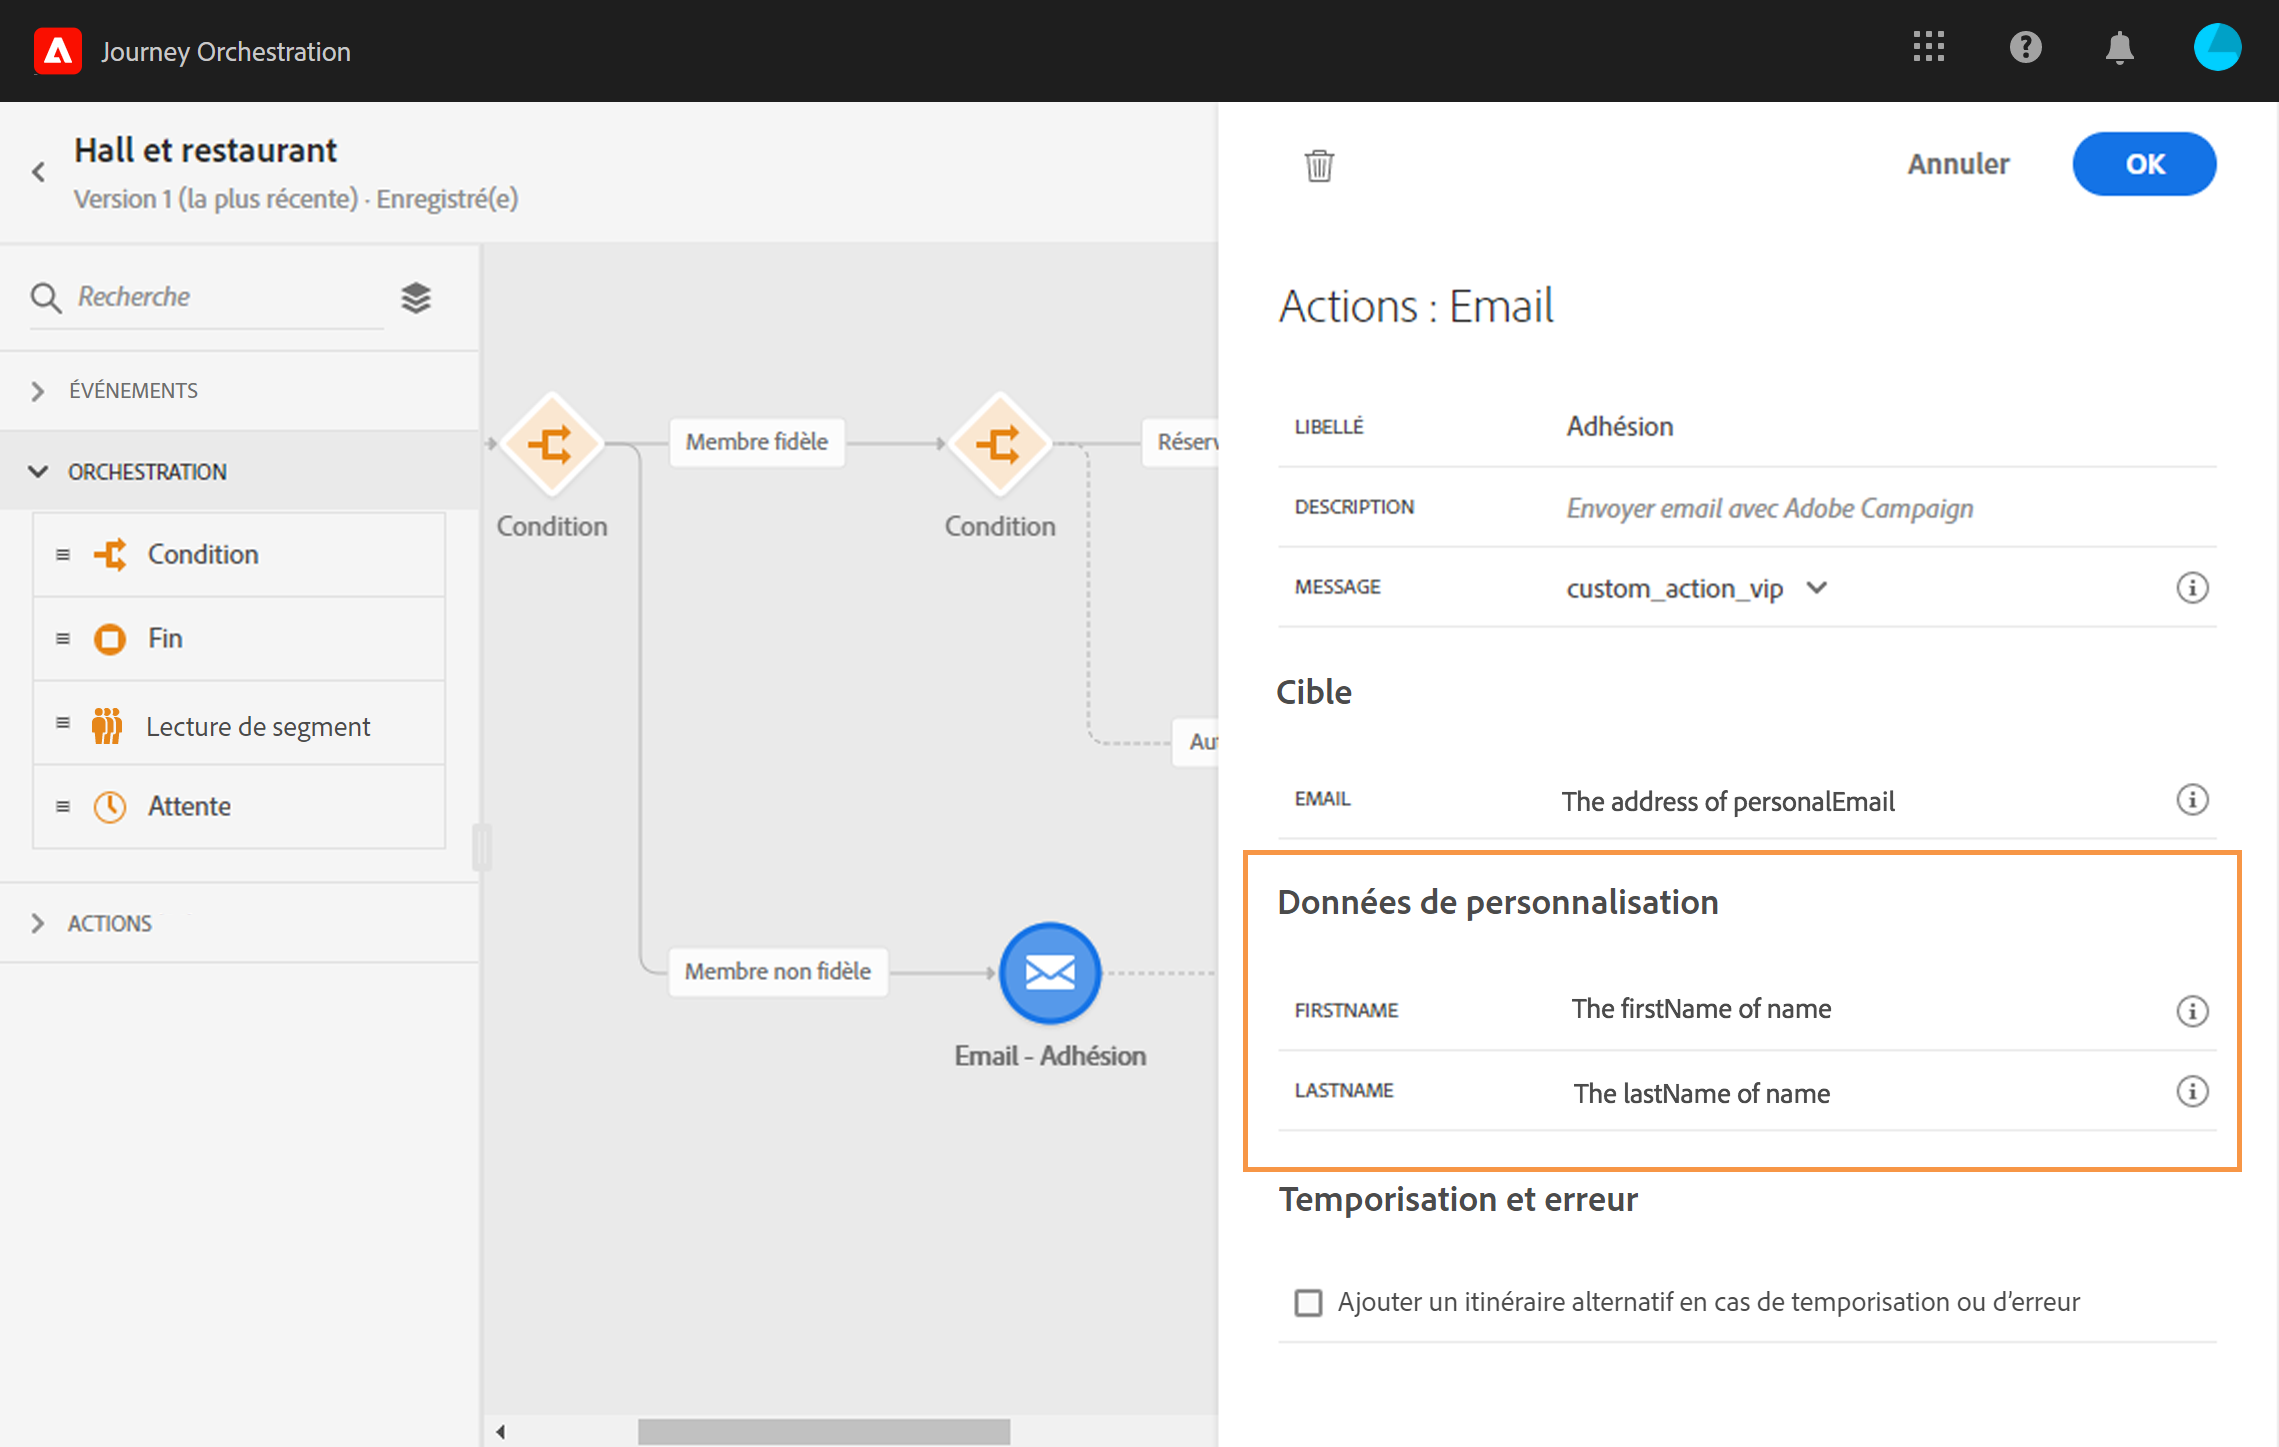 Journey Orchestration
Hall et restaurant
Version 1 (la plus récente) · Enregistré(e)
Annuler
OK
Recherche
ÉVÉNEMENTS
ORCHESTRATION
Condition
Fin
Lecture de segment
Attente
ACTIONS
Membre fidèle
Condition
Condition
Membre non fidèle
Email - Adhésion
Actions : Email
LIBELLÉ
Adhésion
DESCRIPTION
Envoyer email avec Adobe Campaign
MESSAGE
custom_action_vip
Cible
EMAIL
The address of personalEmail
Données de personnalisation
FIRSTNAME
The firstName of name
LASTNAME
The lastName of name
Temporisation et erreur
Ajouter un itinéraire alternatif en cas de temporisation ou d'erreur